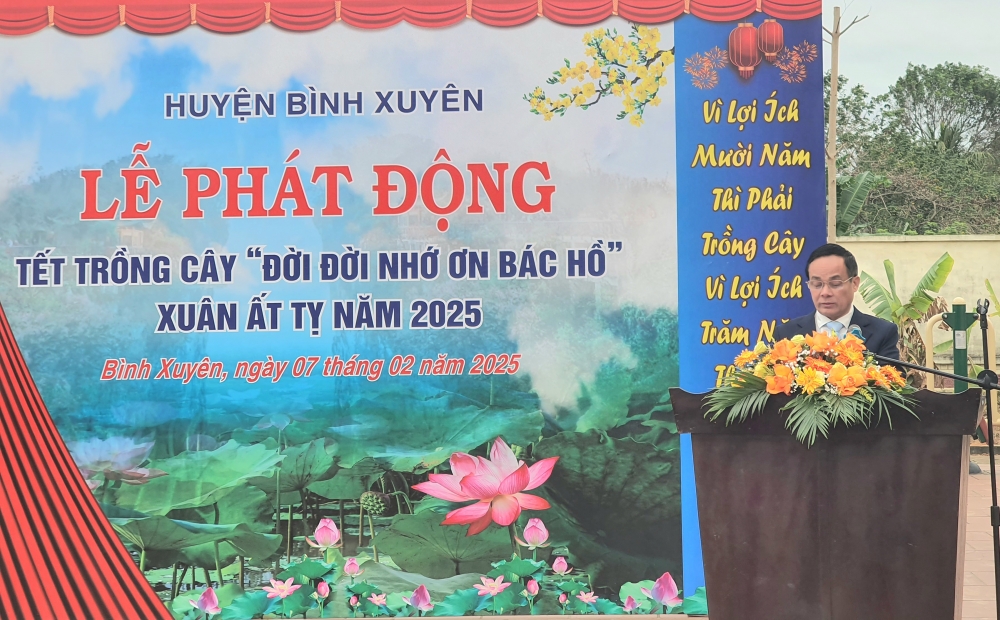 HUYỆN BÌNH XUYÊN
LỄ PHÁT ĐỘNG
TẾT TRỒNG CÂY “ĐỜI ĐỜI NHỚ ƠN BÁC HỒ”
XUÂN ẤT TỴ NĂM 2025
Bình Xuyên, ngày 07 tháng 02 năm 2025
Vì Lợi Ích
Mười Năm
Thì Phải
Trồng Cây
Vì Lợi Ích
Trăm